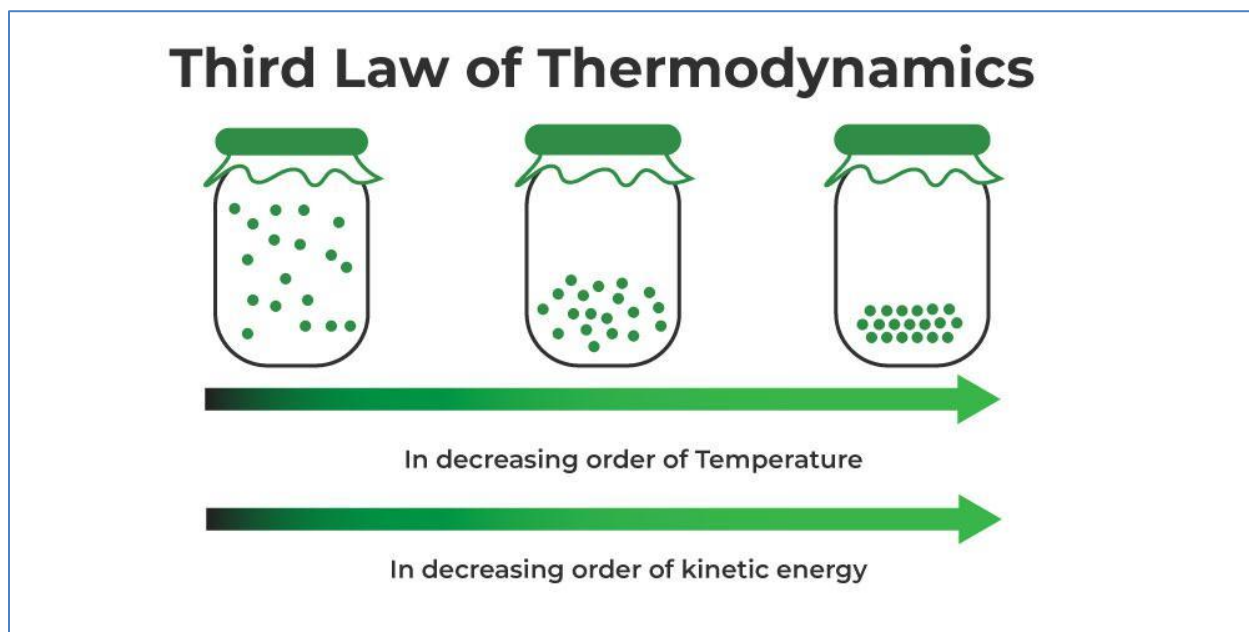 Third Law of Thermodynamics
In decreasing order of Temperature
In decreasing order of kinetic energy